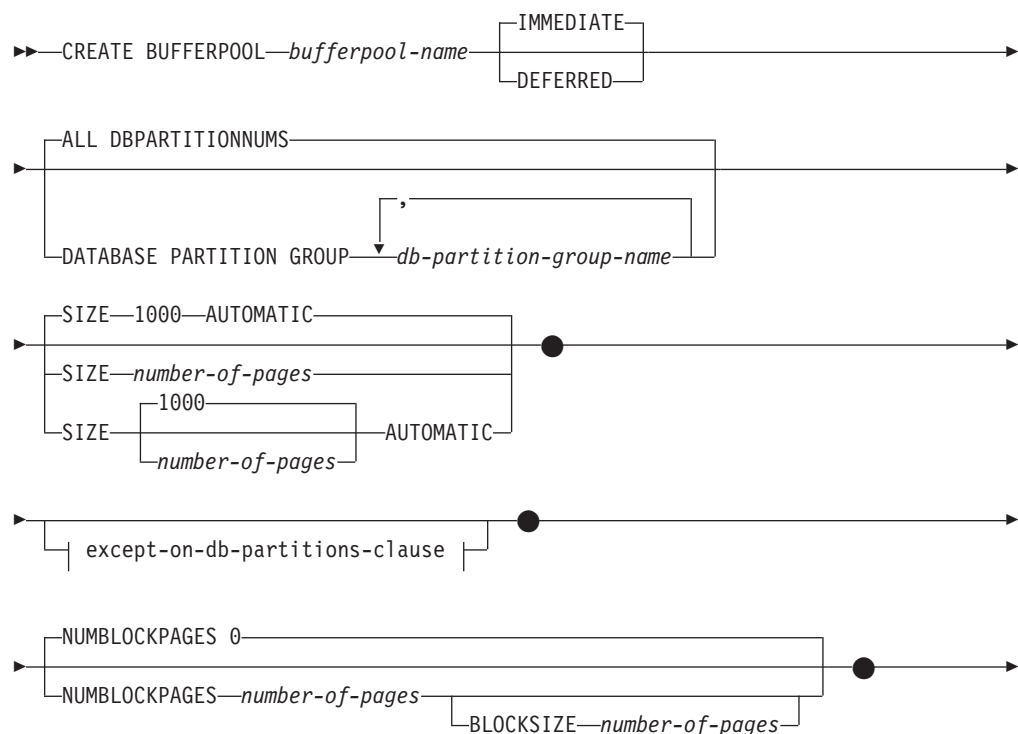 IMMEDIATE
CREATE BUFFERPOOL bufferpool-name
DEFERRED
ALL DBPARTITIONNUMS
,
DATABASE PARTITION GROUP db-partition-group-name
SIZE 1000 AUTOMATIC
SIZE number-of-pages
1000
SIZE AUTOMATIC
number-of-pages
except-on-db-partitions-clause
NUMBLOCKPAGES 0
NUMBLOCKPAGES number-of-pages
BLOCKSIZE number-of-pages